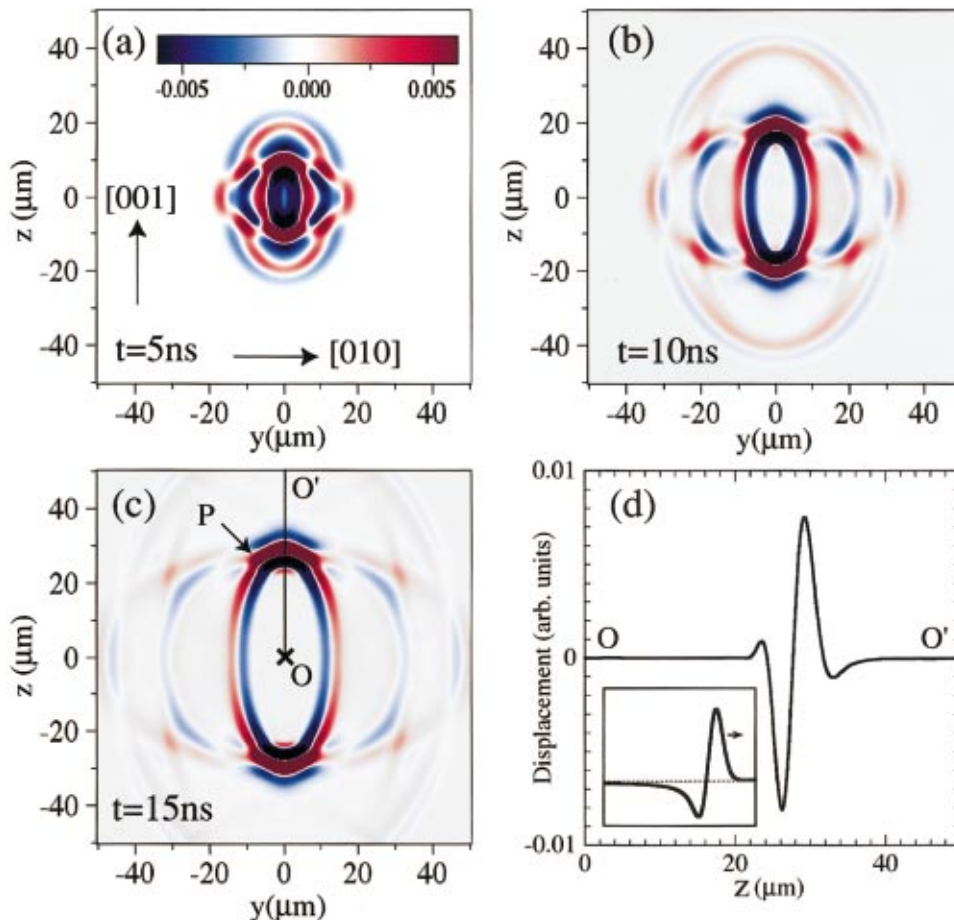 (a)
-0.005 0.000 0.005
40
20
0
-20
-40
z (μm)
[001]
t=5ns
[010]
-40 -20 0 20 40
y(μm)
(b)
40
20
0
-20
-40
z (μm)
t=10ns
-40 -20 0 20 40
y(μm)
(c)
O'
P
O
40
20
0
-20
-40
z (μm)
t=15ns
-40 -20 0 20 40
y(μm)
(d)
0.01
0
-0.01
Displacement (arb. units)
O O'
0 20 40
z (μm)